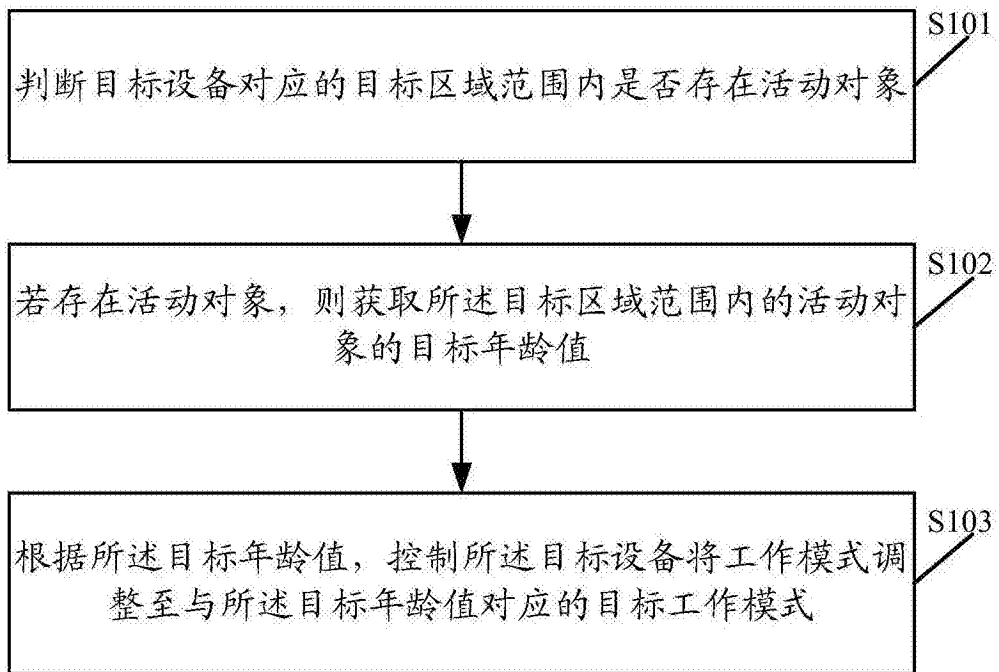 S101
判断目标设备对应的目标区域范围内是否存在活动对象
S102
若存在活动对象，则获取所述目标区域范围内的活动对
象的目标年龄值
S103
根据所述目标年龄值，控制所述目标设备将工作模式调
整至与所述目标年龄值对应的目标工作模式